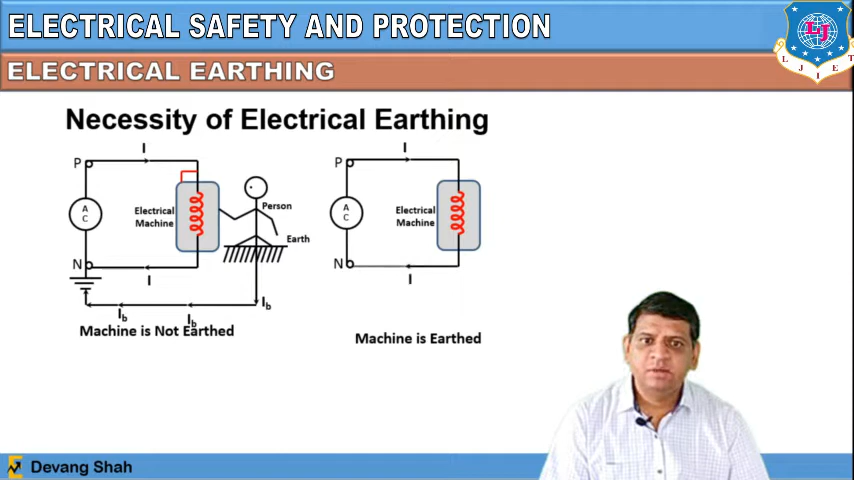 ELECTRICAL SAFETY AND PROTECTION
LJ
L J I E T
ELECTRICAL EARTHING
Necessity of Electrical Earthing
I
P
A
C
Electrical
Machine
Person
Earth
N
I
Ib
Ib
Ib
Machine is Not Earthed
I
P
A
C
Electrical
Machine
N
I
Machine is Earthed
Devang Shah